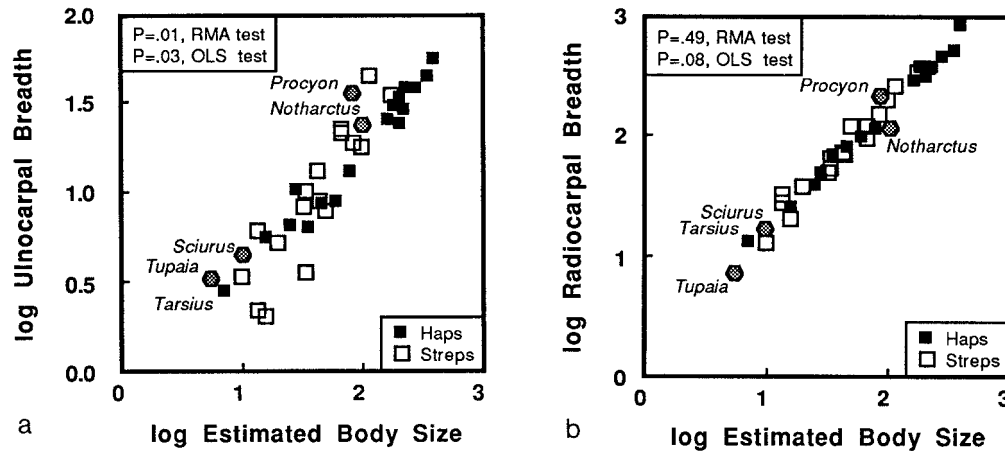 P=.01, RMA test
P=.03, OLS test
Procyon
Notharctus
Sciurus
Tupaia
Tarsius
Haps
Streps
2.0
1.5
1.0
0.5
0.0
0
1
2
3
log Ulnocarpal Breadth
log Estimated Body Size
a
P=.49, RMA test
P=.08, OLS test
Procyon
Notharctus
Sciurus
Tarsius
Tupaia
Haps
Streps
3
2
1
0
0
1
2
3
log Radiocarpal Breadth
log Estimated Body Size
b